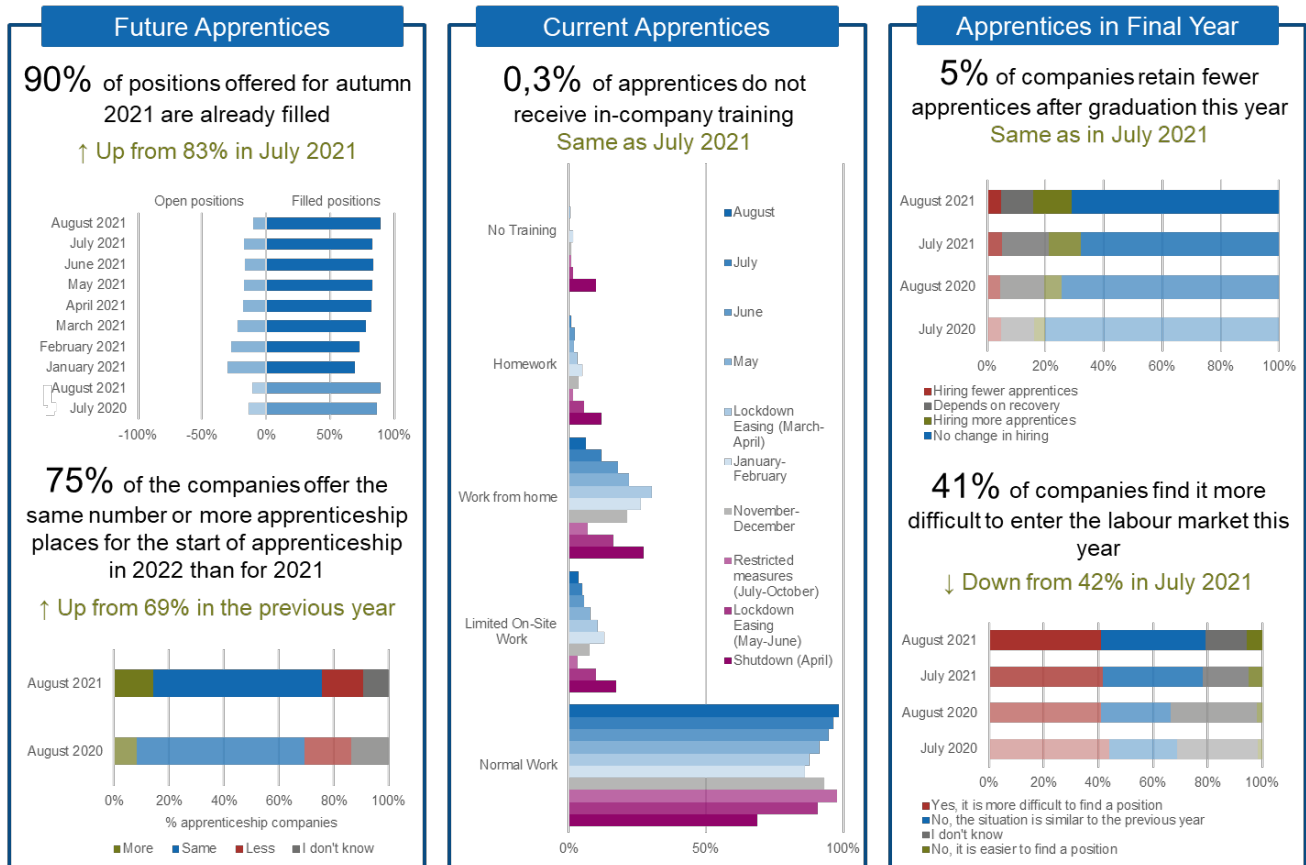 Future Apprentices
90% of positions offered for autumn
2021 are already filled
↑ Up from 83% in July 2021
Open positions
Filled positions
August 2021
July 2021
June 2021
May 2021
April 2021
March 2021
February 2021
January 2021
August 2021
July 2020
-100%
-50%
0%
50%
100%
75% of the companies offer the
same number or more apprenticeship
places for the start of apprenticeship
in 2022 than for 2021
↑ Up from 69% in the previous year
August 2021
August 2020
0%
20%
40%
60%
80%
100%
% apprenticeship companies
More
Same
Less
I don't know
Current Apprentices
0,3% of apprentices do not
receive in-company training
Same as July 2021
No Training
Homework
Work from home
Limited On-Site
Work
Normal Work
0%
50%
100%
August
July
June
May
Lockdown
Easing (March-
April)
January-
February
November-
December
Restricted
measures
(July-October)
Lockdown
Easing
(May-June)
Shutdown (April)
Apprentices in Final Year
5% of companies retain fewer
apprentices after graduation this year
Same as in July 2021
August 2021
July 2021
August 2020
July 2020
0%
20%
40%
60%
80%
100%
Hiring fewer apprentices
Depends on recovery
Hiring more apprentices
No change in hiring
41% of companies find it more
difficult to enter the labour market this
year
↓ Down from 42% in July 2021
August 2021
July 2021
August 2020
July 2020
0%
20%
40%
60%
80%
100%
Yes, it is more difficult to find a position
No, the situation is similar to the previous year
I don't know
No, it is easier to find a position